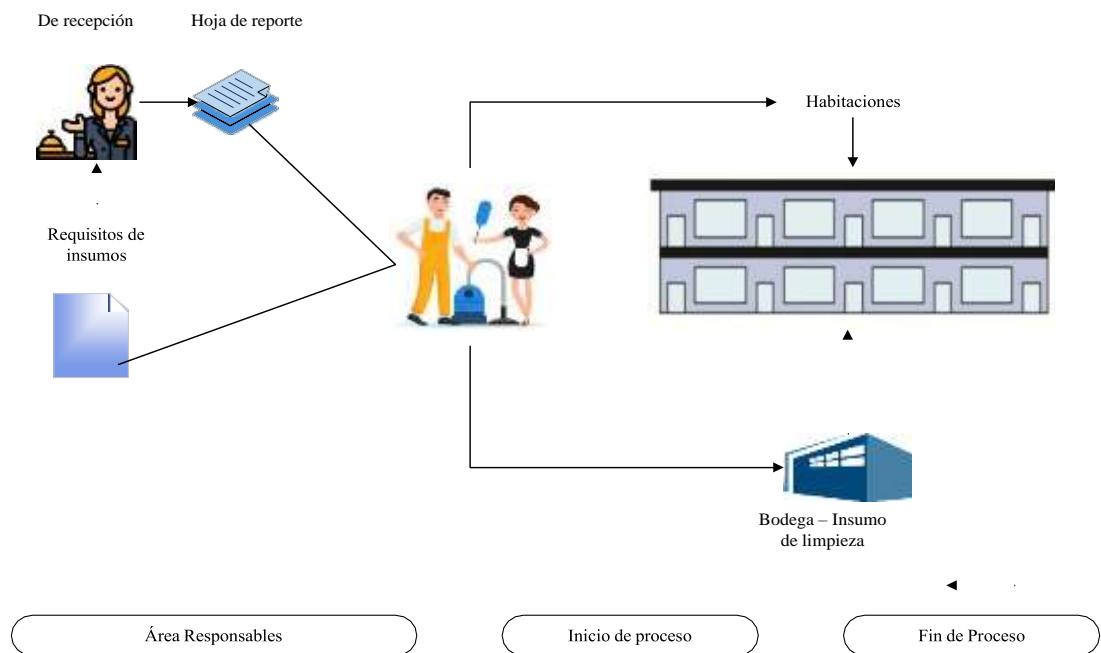 De recepción
Hoja de reporte
Habitaciones
Requisitos de
insumos
Bodega – Insumo
de limpieza
Área Responsables
Inicio de proceso
Fin de Proceso